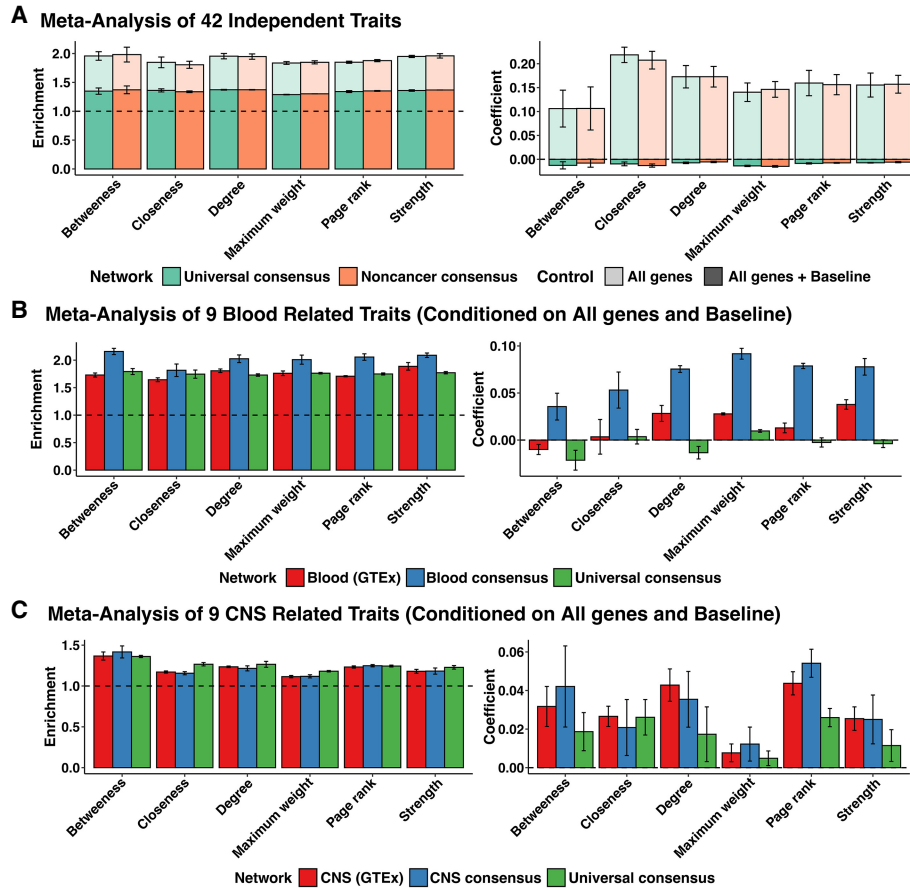 A Meta-Analysis of 42 Independent Traits
Enrichment
2.0
1.5
1.0
0.5
0.0
Betweeness
Closeness
Degree
Maximum weight
Page rank
Strength
Coefficient
0.20
0.15
0.10
0.05
0.00
Betweeness
Closeness
Degree
Maximum weight
Page rank
Strength
Network Universal consensus Noncancer consensus Control All genes All genes + Baseline
B Meta-Analysis of 9 Blood Related Traits (Conditioned on All genes and Baseline)
Enrichment
2.0
1.5
1.0
0.5
0.0
Betweeness
Closeness
Degree
Maximum weight
Page rank
Strength
Coefficient
0.10
0.05
0.00
Betweeness
Closeness
Degree
Maximum weight
Page rank
Strength
Network Blood (GTEx) Blood consensus Universal consensus
C Meta-Analysis of 9 CNS Related Traits (Conditioned on All genes and Baseline)
Enrichment
1.5
1.0
0.5
0.0
Betweeness
Closeness
Degree
Maximum weight
Page rank
Strength
Coefficient
0.06
0.04
0.02
0.00
Betweeness
Closeness
Degree
Maximum weight
Page rank
Strength
Network CNS (GTEx) CNS consensus Universal consensus